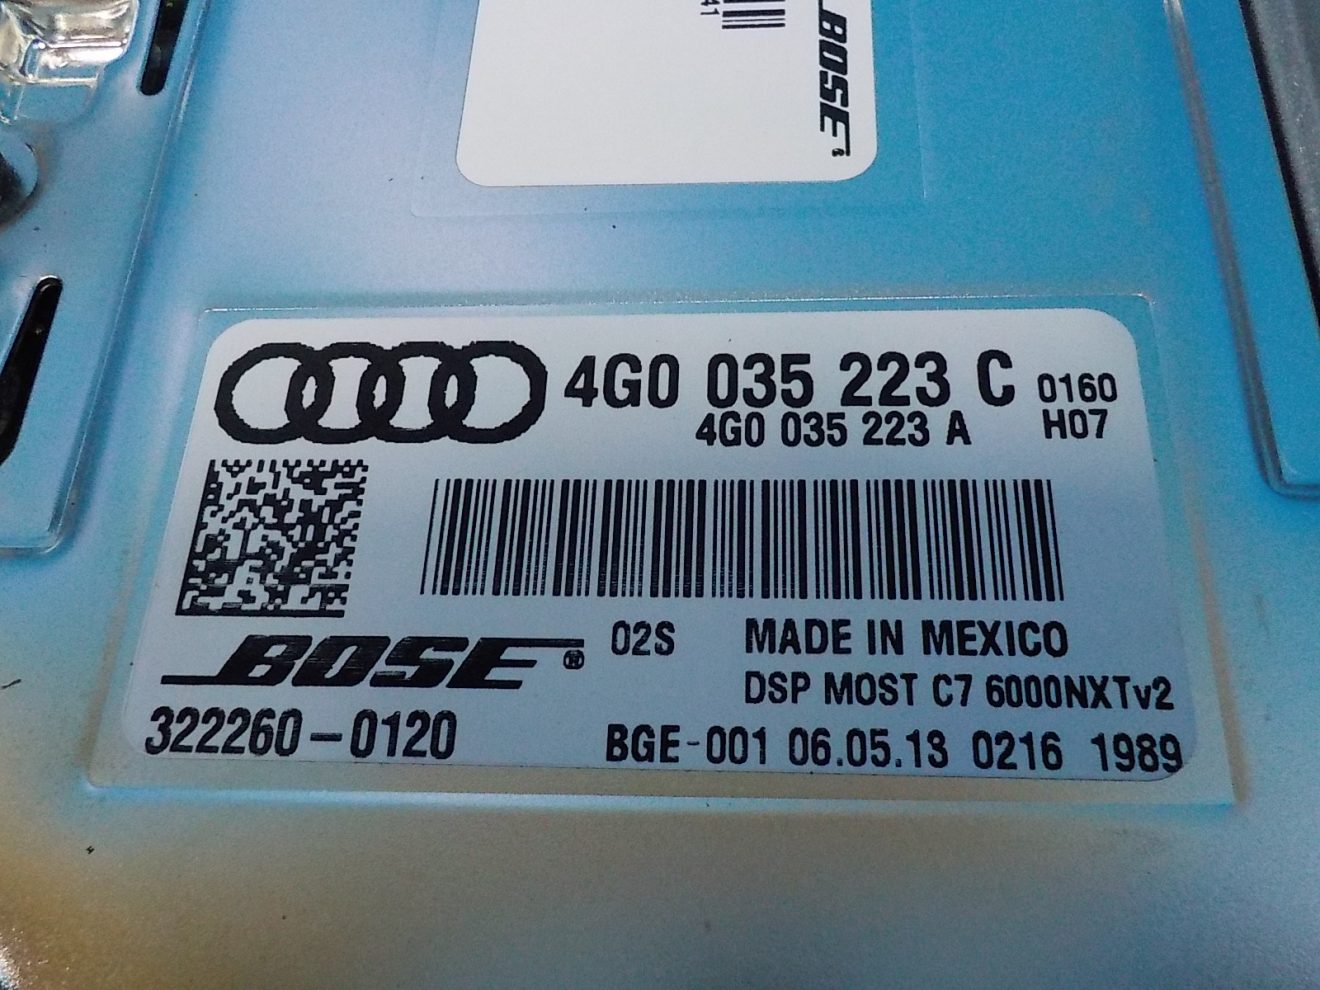 41
BOSE
4G0 035 223 C 0160
4G0 035 223 A H07
BOSE® 02S MADE IN MEXICO
DSP MOST C7 6000NXTv2
322260-0120 BGE-001 06.05.13 0216 1989